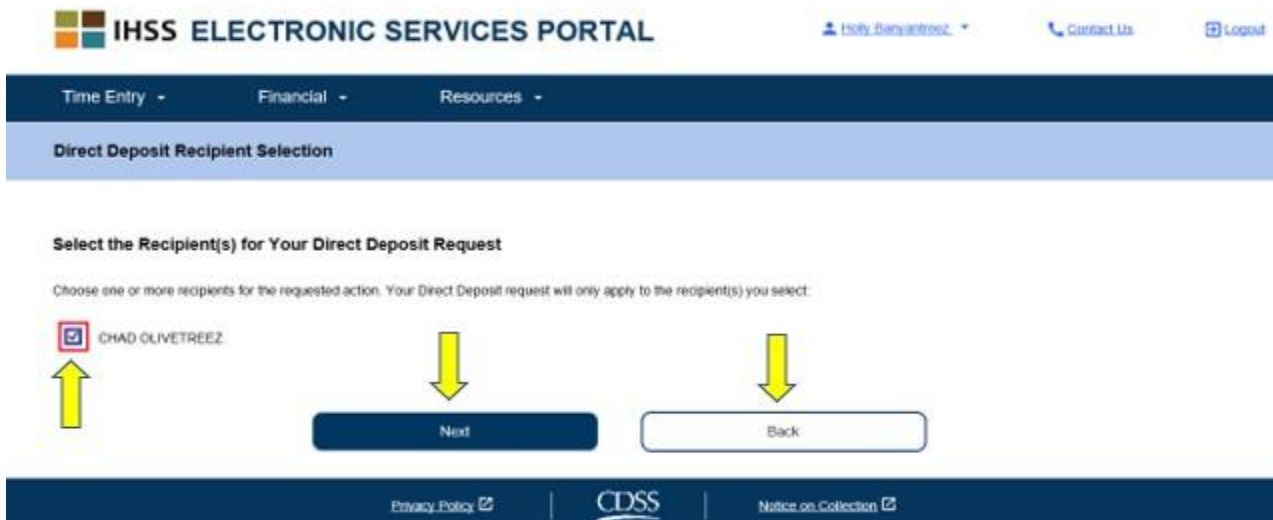 IHSS ELECTRONIC SERVICES PORTAL
Holly Banyantreez
Contact Us
Logout
Time Entry
Financial
Resources
Direct Deposit Recipient Selection
Select the Recipient(s) for Your Direct Deposit Request
Choose one or more recipients for the requested action. Your Direct Deposit request will only apply to the recipient(s) you select:
CHAD OLIVETREEZ
Next
Back
Privacy Policy
CDSS
Notice on Collection